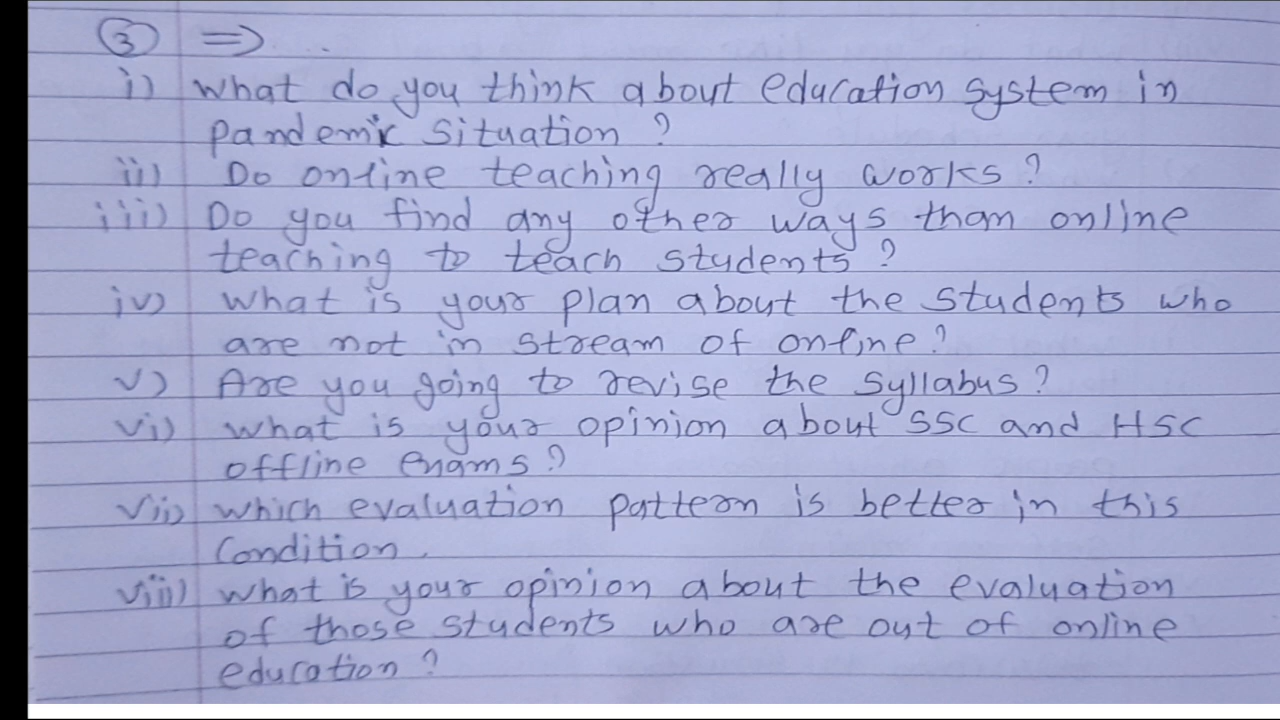 3 =>
i) What do you think about education system in
pandemic situation ?
ii) Do online teaching really works ?
iii) Do you find any other ways than online
teaching to teach students ?
iv) What is your plan about the students who
are not in stream of online ?
v) Are you going to revise the syllabus ?
vi) What is your opinion about SSC and HSC
offline exams ?
vii) which evaluation pattern is better in this
Condition.
viii) What is your opinion about the evaluation
of those students who are out of online
education ?